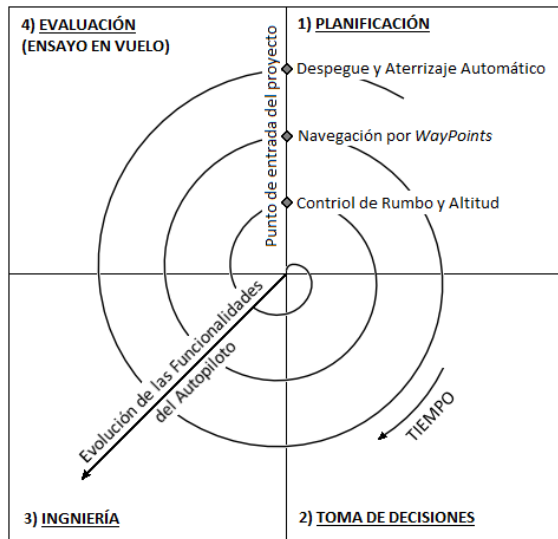 4) EVALUACIÓN
(ENSAYO EN VUELO)
1) PLANIFICACIÓN
Punto de entrada del proyecto
Despegue y Aterrizaje Automático
Navegación por WayPoints
Contriol de Rumbo y Altitud
Evolución de las Funcionalidades
del Autopiloto
TIEMPO
3) INGNIERÍA
2) TOMA DE DECISIONES